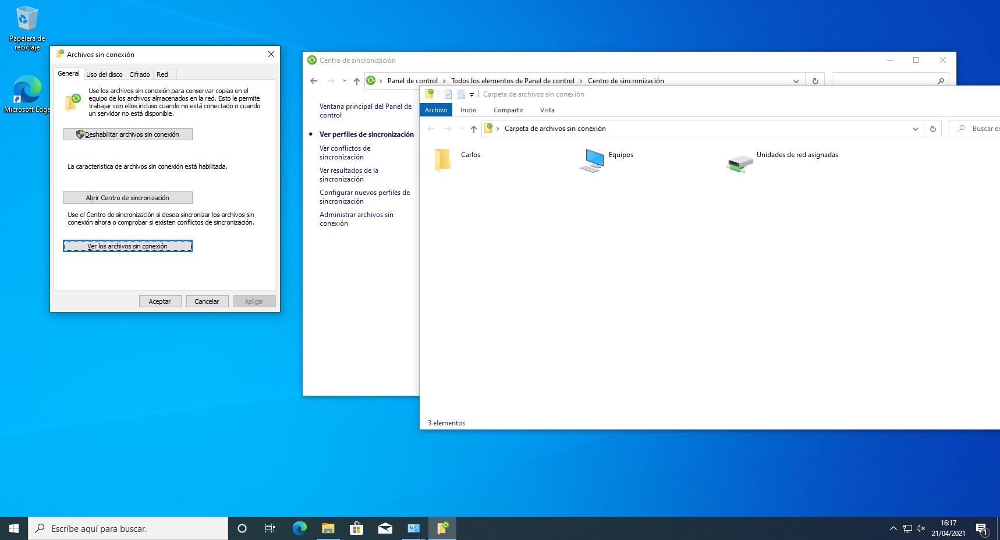 Papelera de
reciclaje
Microsoft Edge
Archivos sin conexión
General
Uso del disco
Cifrado
Red
Use los archivos sin conexión para conservar copias en el
equipo de los archivos almacenados en la red. Esto le permite
trabajar con ellos incluso cuando no está conectado o cuando
un servidor no está disponible.
Deshabilitar archivos sin conexión
La caracteristica de archivos sin conexión está habilitada.
Abrir Centro de sincronización
Use el Centro de sincronización si desea sincronizar los archivos sin
conexión ahora o comprobar si existen conflictos de sincronización.
Ver los archivos sin conexión
Aceptar
Cancelar
Aplicar
Centro de sincronización
Panel de control
Todos los elementos de Panel de control
Centro de sincronización
Ventana principal del Panel de
control
Ver perfiles de sincronización
Ver conflictos de
sincronización
Ver resultados de la
sincronización
Configurar nuevos perfiles de
sincronización
Administrar archivos sin
conexión
Carpeta de archivos sin conexión
Archivo
Inicio
Compartir
Vista
Carpeta de archivos sin conexión
Buscar en
Carlos
Equipos
Unidades de red asignadas
3 elementos
Escribe aquí para buscar.
16:17
21/04/2021
1